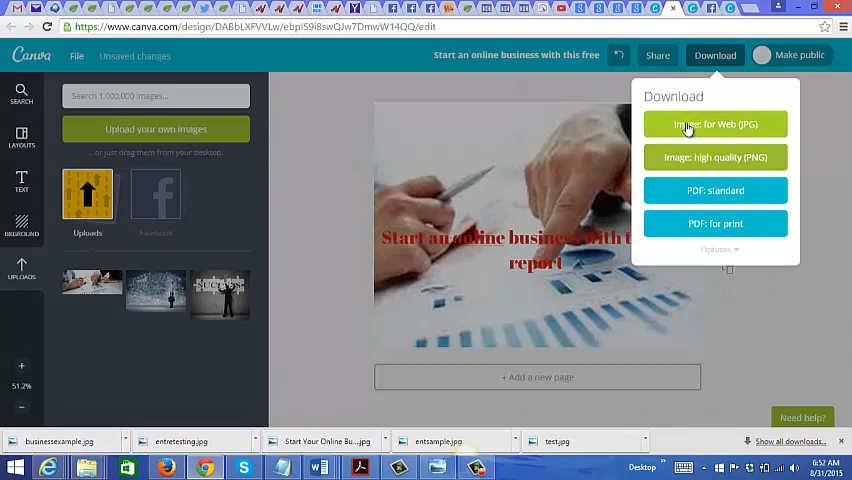 https://www.canva.com/design/DABbLXFVVLw/ebpIS9i8swQJw7DmwW14QQ/edit
Canva
File
Unsaved changes
Start an online business with this free
Share
Download
Make public
SEARCH
LAYOUTS
TEXT
BKGROUND
UPLOADS
51.2%
Search 1,000,000 images...
Upload your own images
...or just drag them from your desktop.
Uploads
Facebook
SUCCESS
Start an online business with t
report
+ Add a new page
Download
Image: for Web (JPG)
Image: high quality (PNG)
PDF: standard
PDF: for print
Options
Need help?
businessexample.jpg
entretesting.jpg
Start Your Online Bu....jpg
entsample.jpg
test.jpg
Show all downloads...
Desktop
6:52 AM
8/31/2015